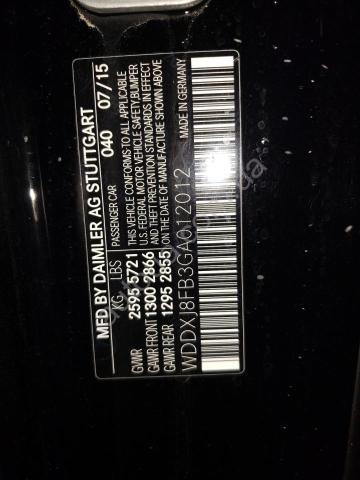 MFD BY DAIMLER AG STUTTGART
PASSENGER CAR 040 07/15
KG LBS
GVWR 2595 5721
GAWR FRONT 1300 2866
GAWR REAR 1295 2855
THIS VEHICLE CONFORMS TO ALL APPLICABLE
U.S. FEDERAL MOTOR VEHICLE SAFETY,BUMPER
AND THEFT PREVENTION STANDARDS IN EFFECT
ON THE DATE OF MANUFACTURE SHOWN ABOVE
WDDXJ8FB3GA012012
MADE IN GERMANY